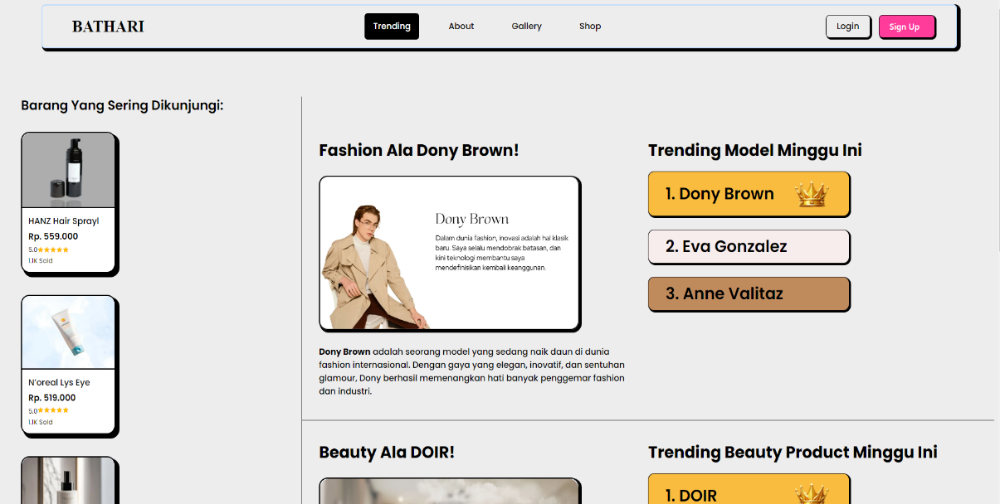 BATHARI
Trending
About
Gallery
Shop
Login
Sign Up
Barang Yang Sering Dikunjungi:
HANZ Hair Sprayl
Rp. 559.000
5.0★★★★★
1.1K Sold
N'oreal Lys Eye
Rp. 519.000
5.0★★★★★
1.1K Sold
Fashion Ala Dony Brown!
Dony Brown
Dalam dunia fashion, inovasi adalah hal klasik
baru. Saya selalu mendobrak batasan, dan
kini teknologi membantu saya
mendefinisikan kembali keanggunan.
Dony Brown adalah seorang model yang sedang naik daun di dunia
fashion internasional. Dengan gaya yang elegan, inovatif, dan sentuhan
glamour, Dony berhasil memenangkan hati banyak penggemar fashion
dan industri.
Trending Model Minggu Ini
1. Dony Brown
2. Eva Gonzalez
3. Anne Valitaz
Beauty Ala DOIR!
Trending Beauty Product Minggu Ini
1. DOIR